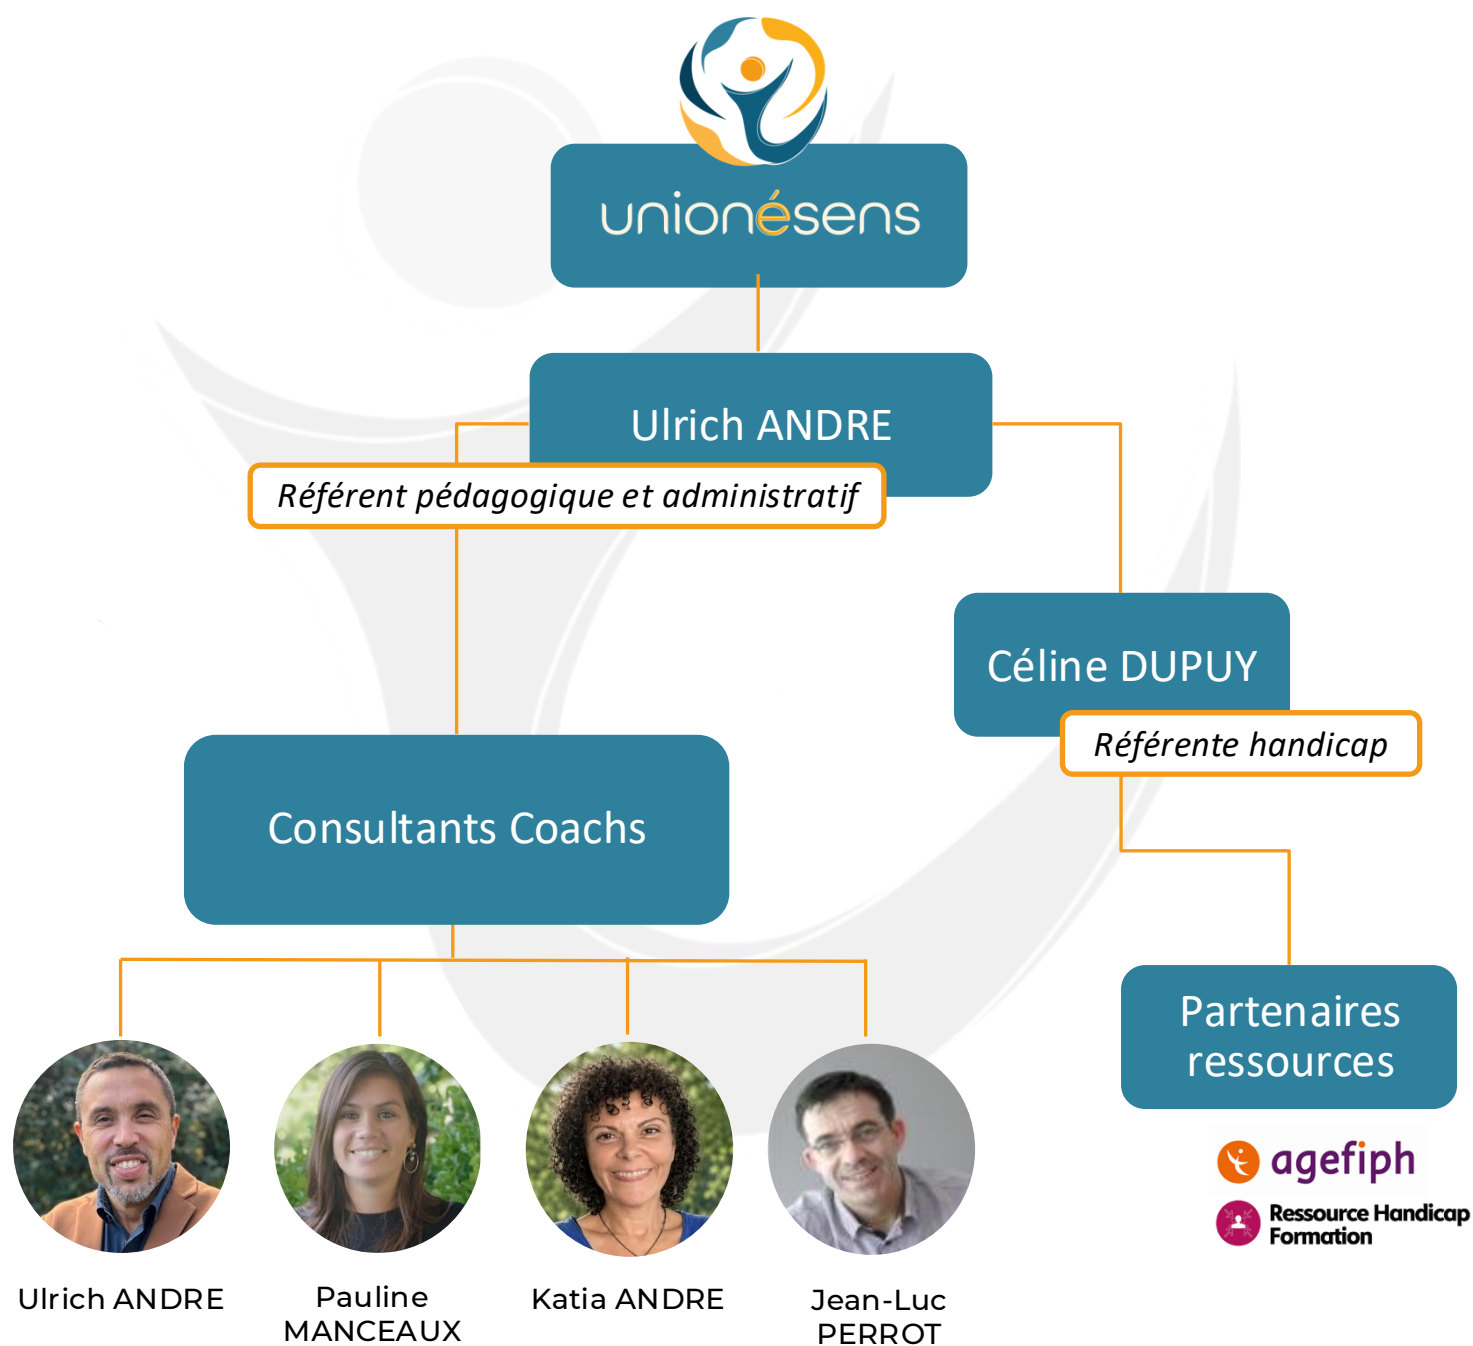 unionésens
Ulrich ANDRE
Référent pédagogique et administratif
Céline DUPUY
Référente handicap
Consultants Coachs
Partenaires
ressources
agefiph
Ressource Handicap
Formation
Ulrich ANDRE
Pauline
MANCEAUX
Katia ANDRE
Jean-Luc
PERROT